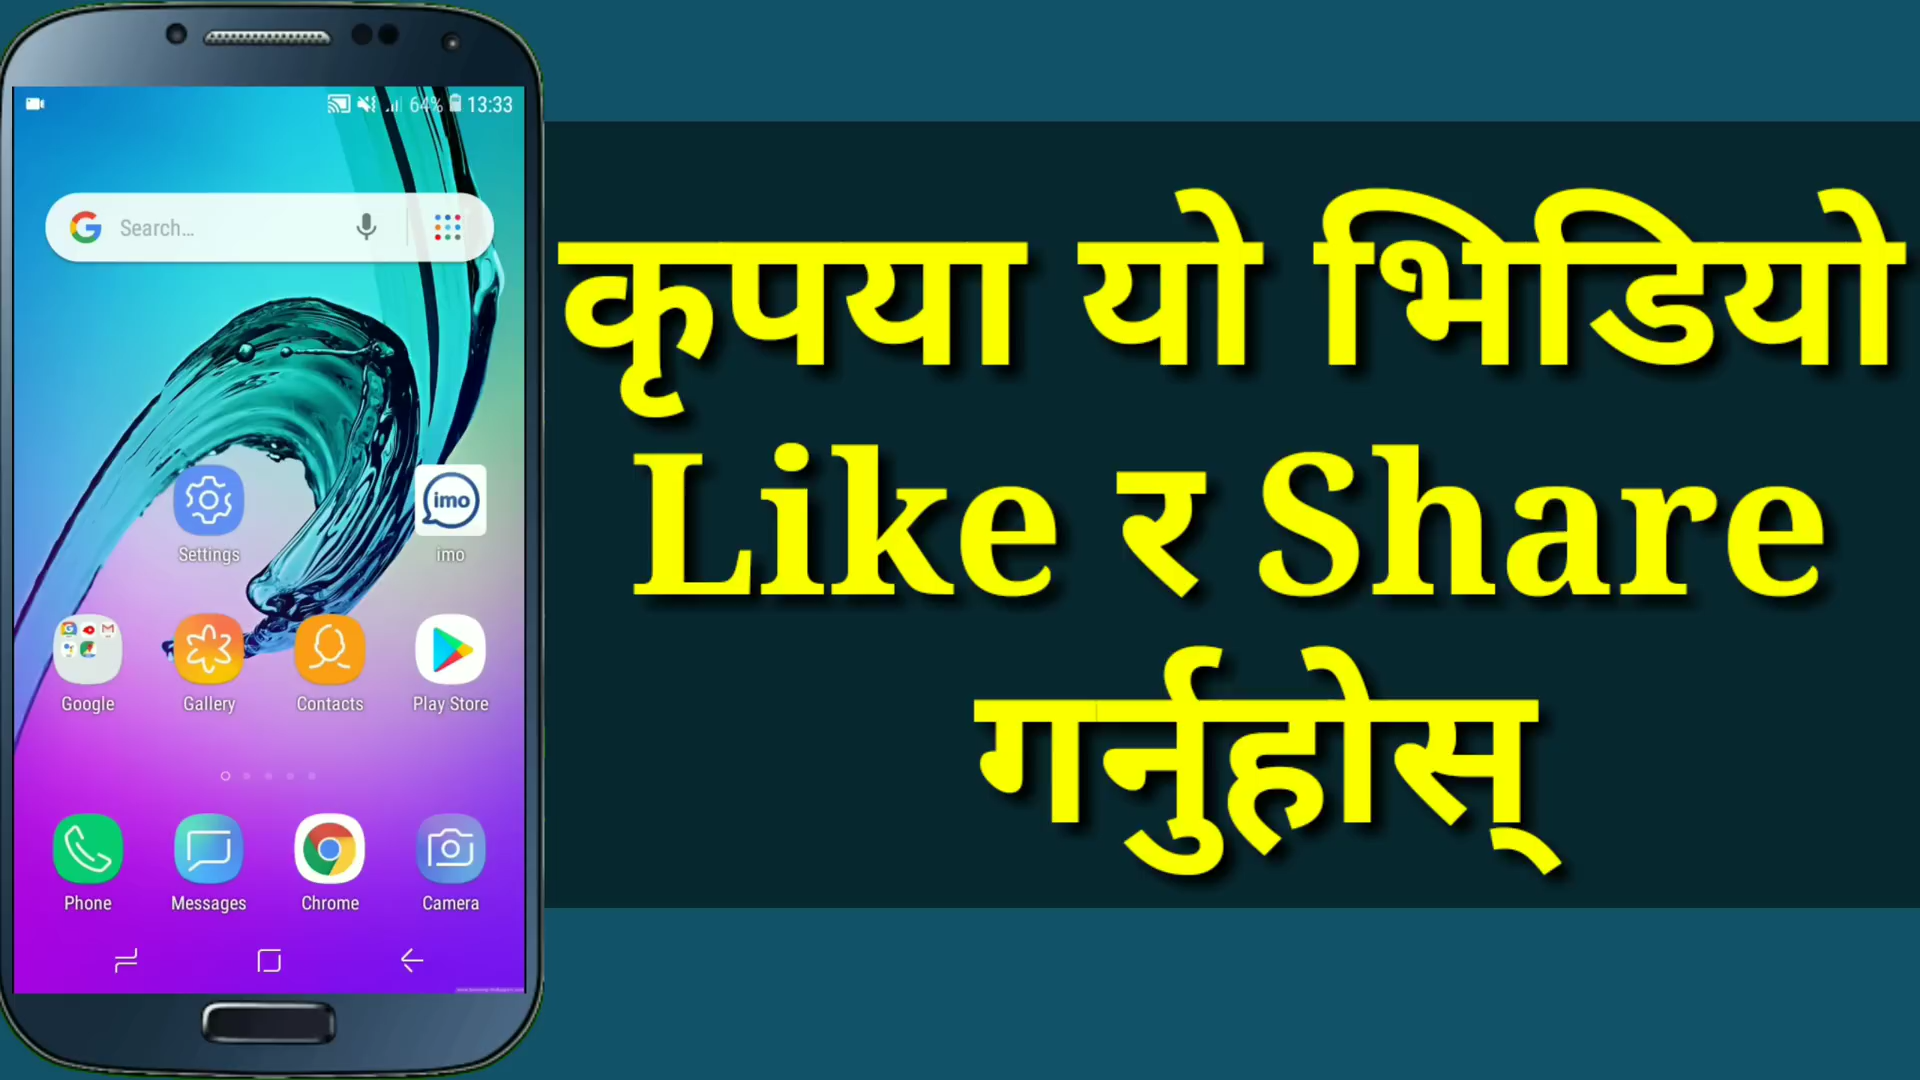 64% 13:33
Search...
imo
Settings imo
Google Gallery Contacts Play Store
Phone Messages Chrome Camera
कृपया यो भिडियो
Like र Share
गर्नुहोस्